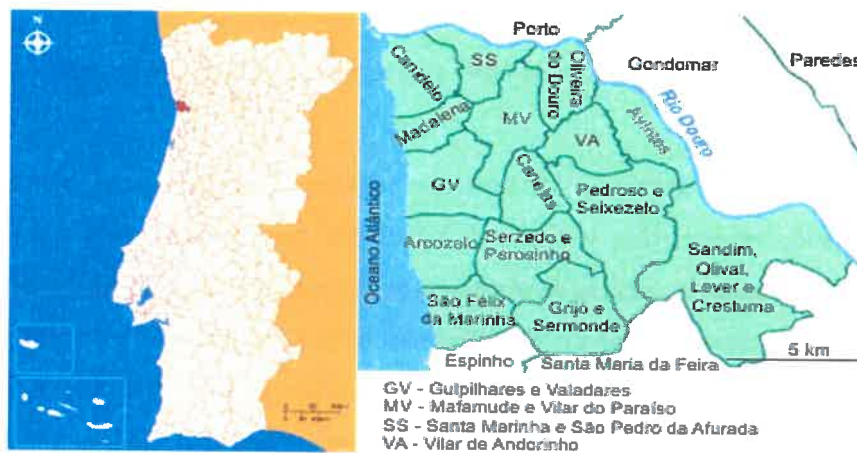 N
Porto
SS
Canidelo
Oliveira
do Douro
Gondomar
Paredes
Madalena
MV
Avintes
Rio Douro
VA
GV
Canelas
Pedroso e
Seixezelo
Oceano Atlântico
Arcozelo
Serzedo e
Perosinho
Sandim,
Olival,
Lever e
Crestuma
São Félix
da Marinha
Grijó e
Sermonde
Espinho
Santa Maria da Feira
5 km
GV - Gulpilhares e Valadares
MV - Mafamude e Vilar do Paraíso
SS - Santa Marinha e São Pedro da Afurada
VA - Vilar de Andorinho